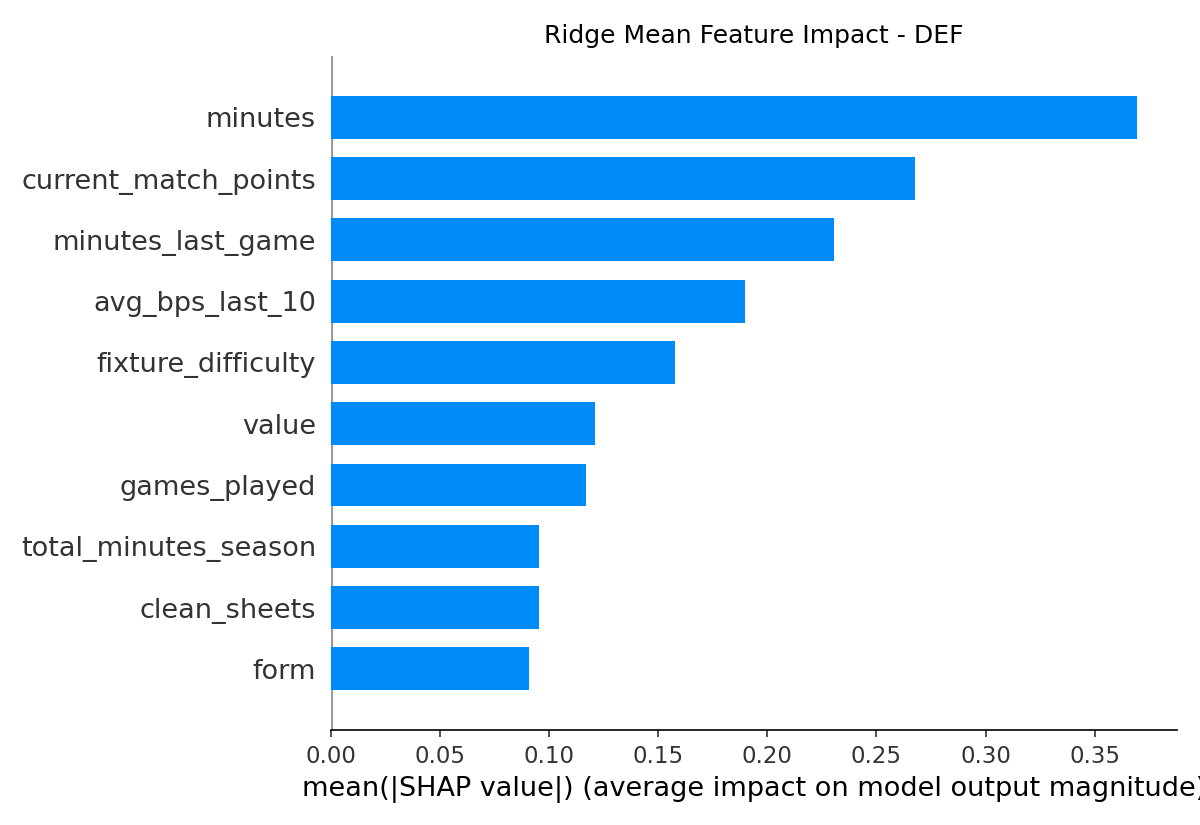 Ridge Mean Feature Impact - DEF
minutes
current_match_points
minutes_last_game
avg_bps_last_10
fixture_difficulty
value
games_played
total_minutes_season
clean_sheets
form
0.00 0.05 0.10 0.15 0.20 0.25 0.30 0.35
mean(|SHAP value|) (average impact on model output magnitude)